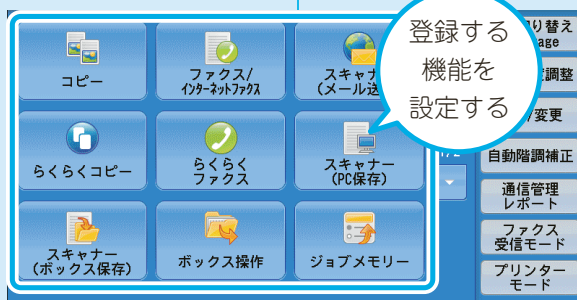 登録する
機能を
設定する
り替え
age
コピー
ファクス/
インターネットファクス
スキャナ
(メール送
調整
変更
らくらくコピー
らくらく
ファクス
スキャナー
(PC保存)
自動階調補正
通信管理
レポート
スキャナー
(ボックス保存)
ボックス操作
ジョブメモリー
ファクス
受信モード
プリンター
モード